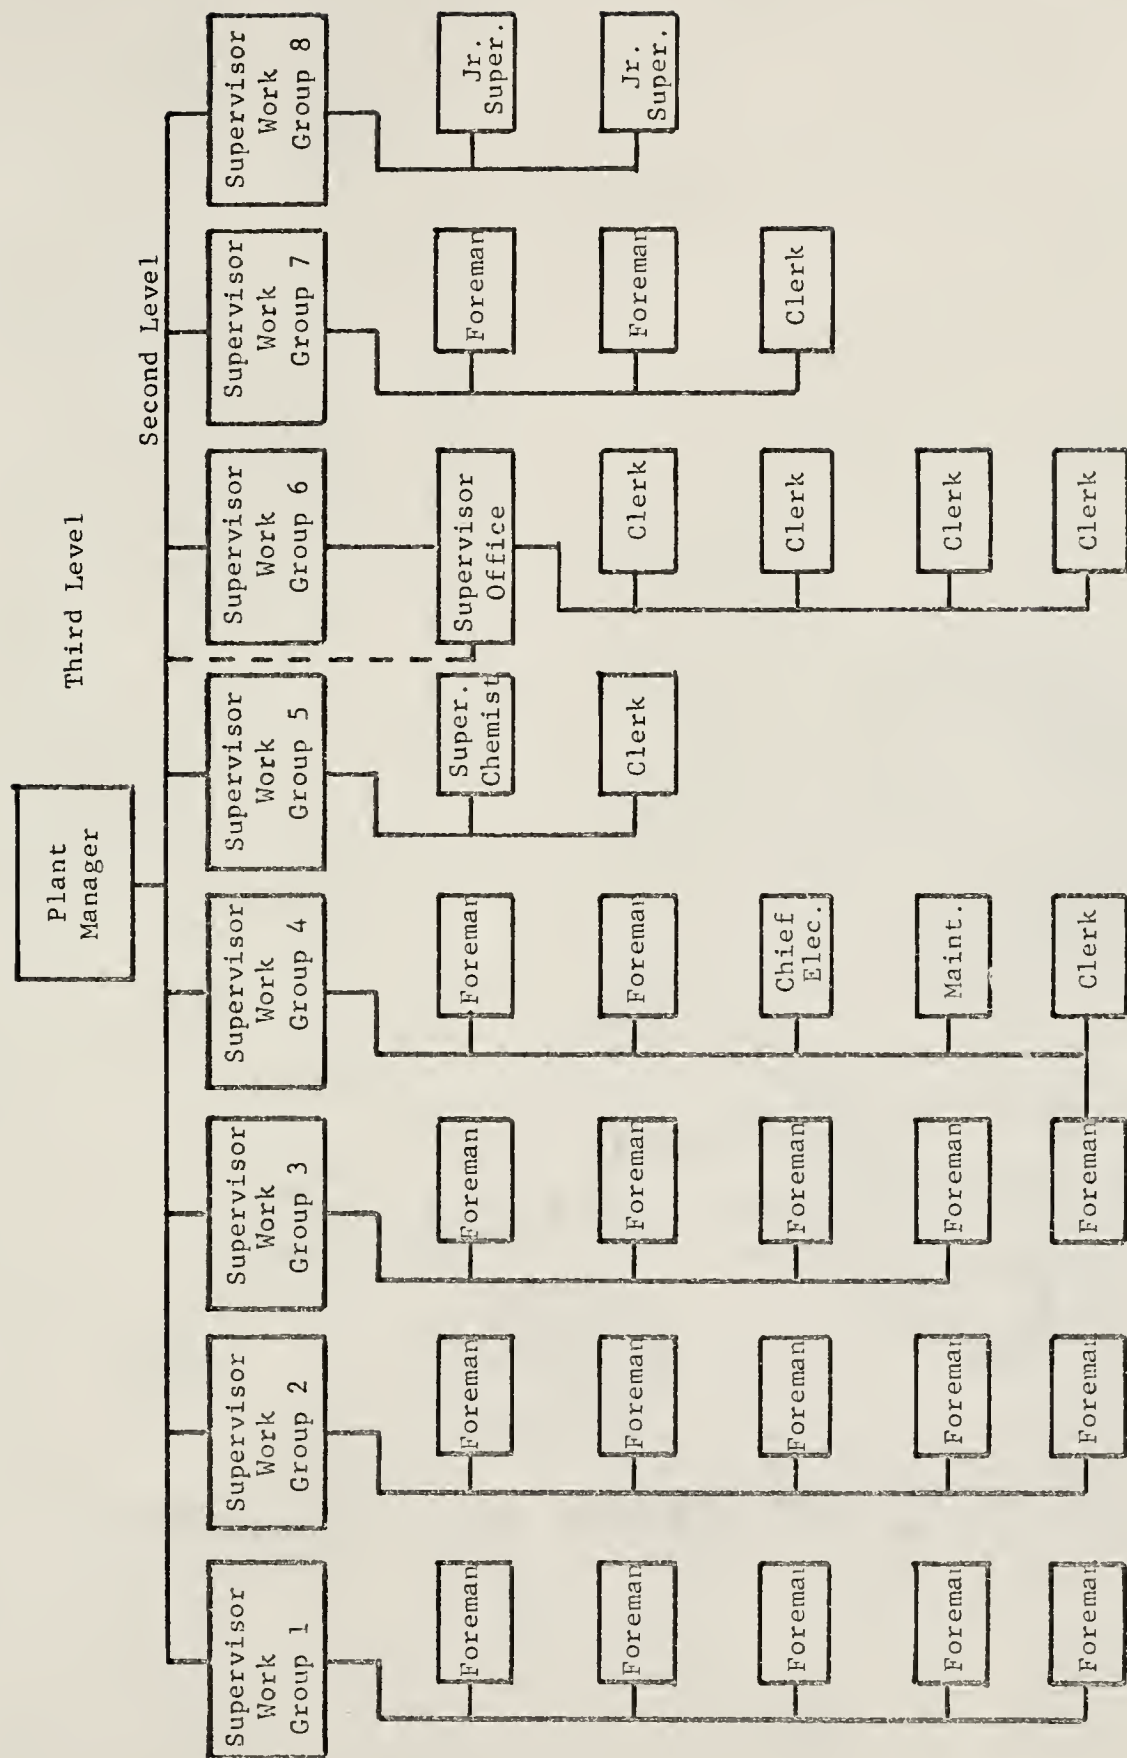 Plant
Manager
Third Level
Second Level
Supervisor
Work
Group 1
Supervisor
Work
Group 2
Supervisor
Work
Group 3
Supervisor
Work
Group 4
Supervisor
Work
Group 5
Supervisor
Work
Group 6
Supervisor
Work
Group 7
Supervisor
Work
Group 8
Foreman
Foreman
Foreman
Foreman
Super.
Chemist
Supervisor
Office
Foreman
Jr.
Super.
Foreman
Foreman
Foreman
Foreman
Clerk
Clerk
Foreman
Jr.
Super.
Foreman
Foreman
Foreman
Chief
Elec.
Clerk
Clerk
Foreman
Foreman
Foreman
Maint.
Clerk
Foreman
Foreman
Foreman
Clerk
Clerk